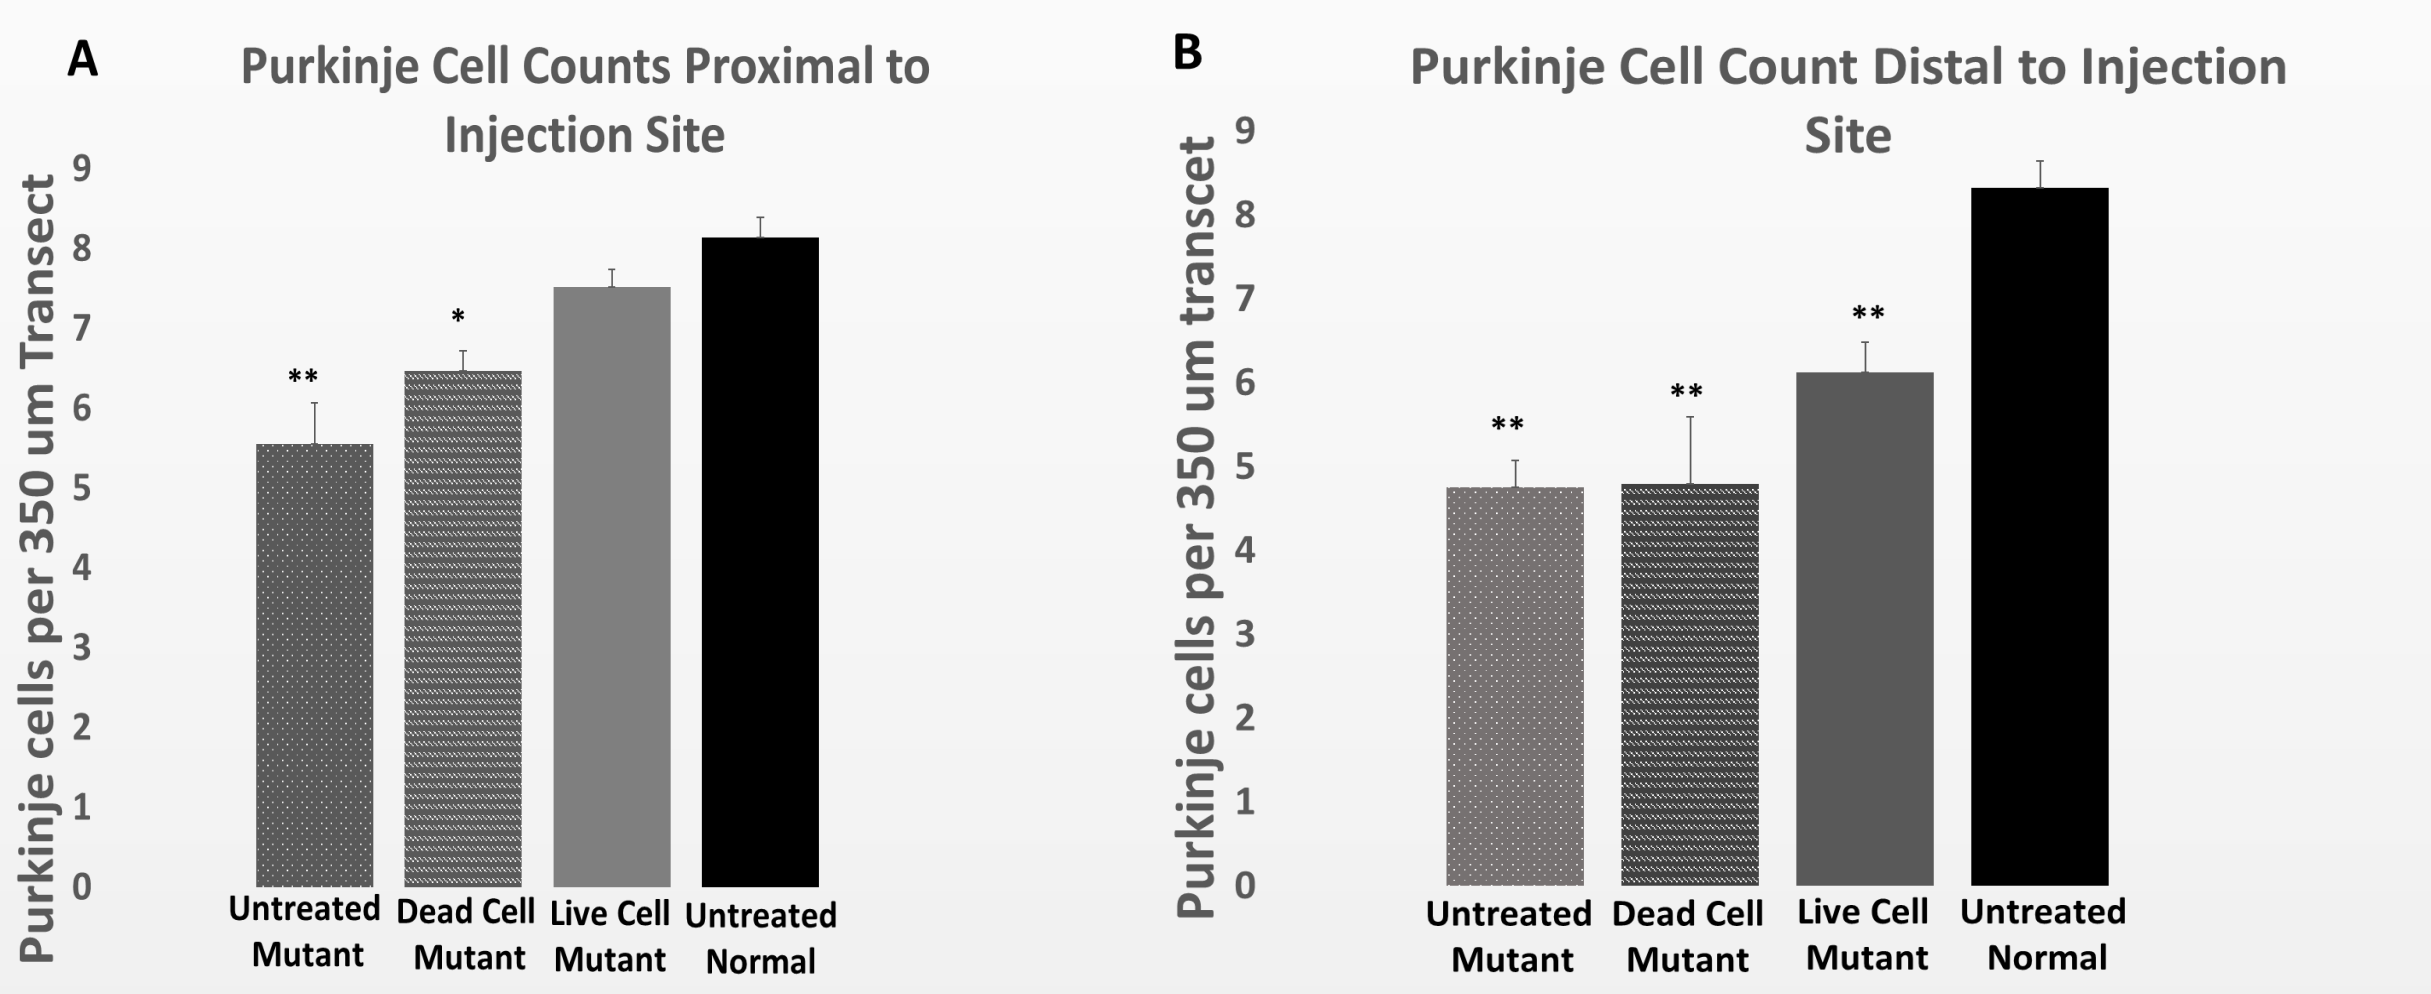 A
Purkinje Cell Counts Proximal to
Injection Site
Purkinje cells per 350 um Transect
9
8
7
6
5
4
3
2
1
0
**
*
Untreated
Mutant
Dead Cell
Mutant
Live Cell
Mutant
Untreated
Normal
B
Purkinje Cell Count Distal to Injection
Site
Purkinje cells per 350 um transcet
9
8
7
6
5
4
3
2
1
0
**
**
**
Untreated
Mutant
Dead Cell
Mutant
Live Cell
Mutant
Untreated
Normal